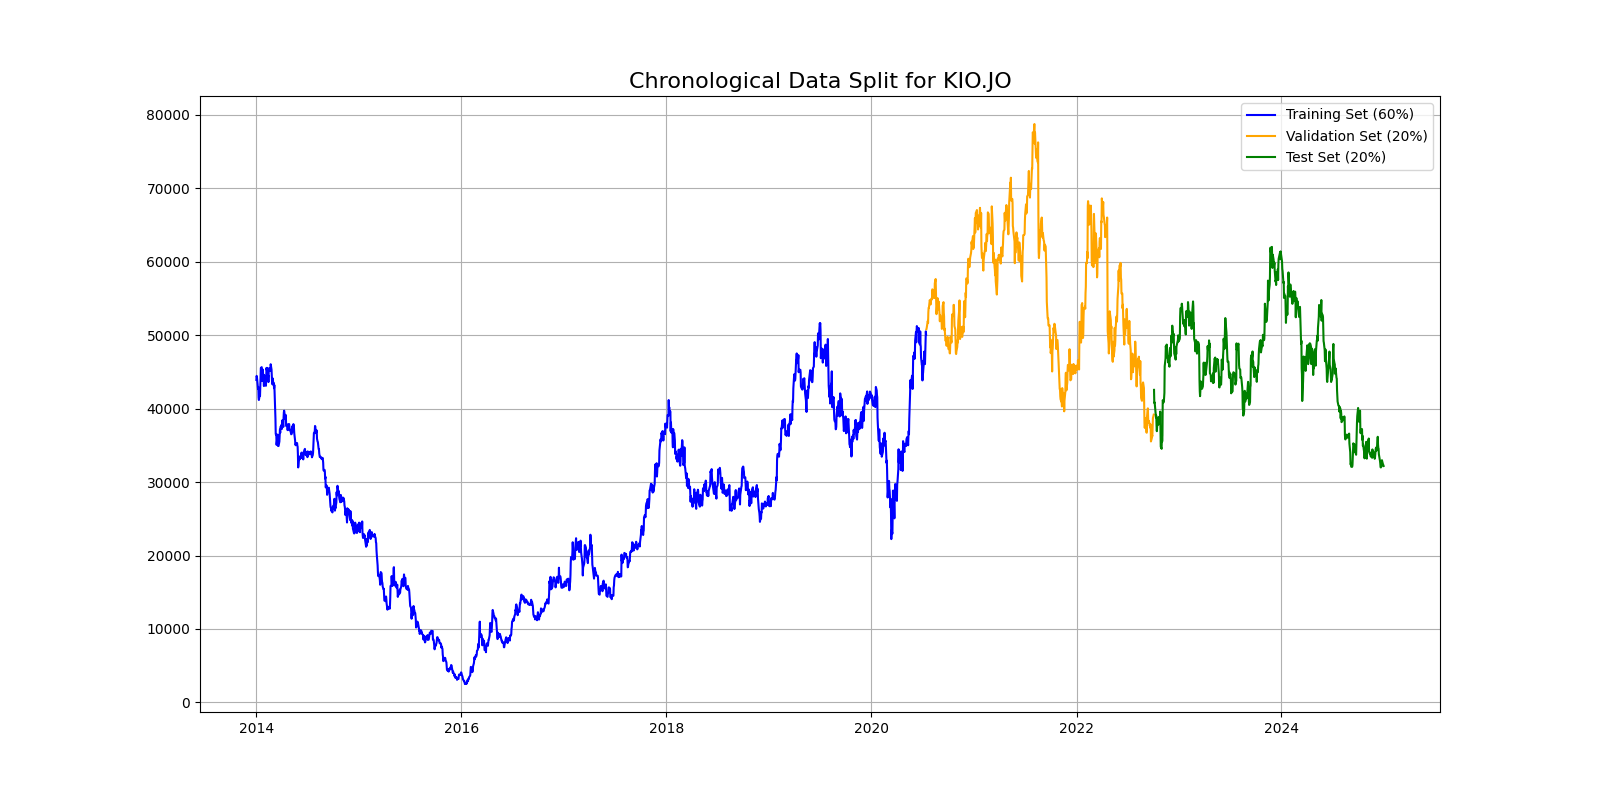 Chronological Data Split for KIO.JO
Training Set (60%)
Validation Set (20%)
Test Set (20%)
80000
70000
60000
50000
40000
30000
20000
10000
0
2014 2016 2018 2020 2022 2024